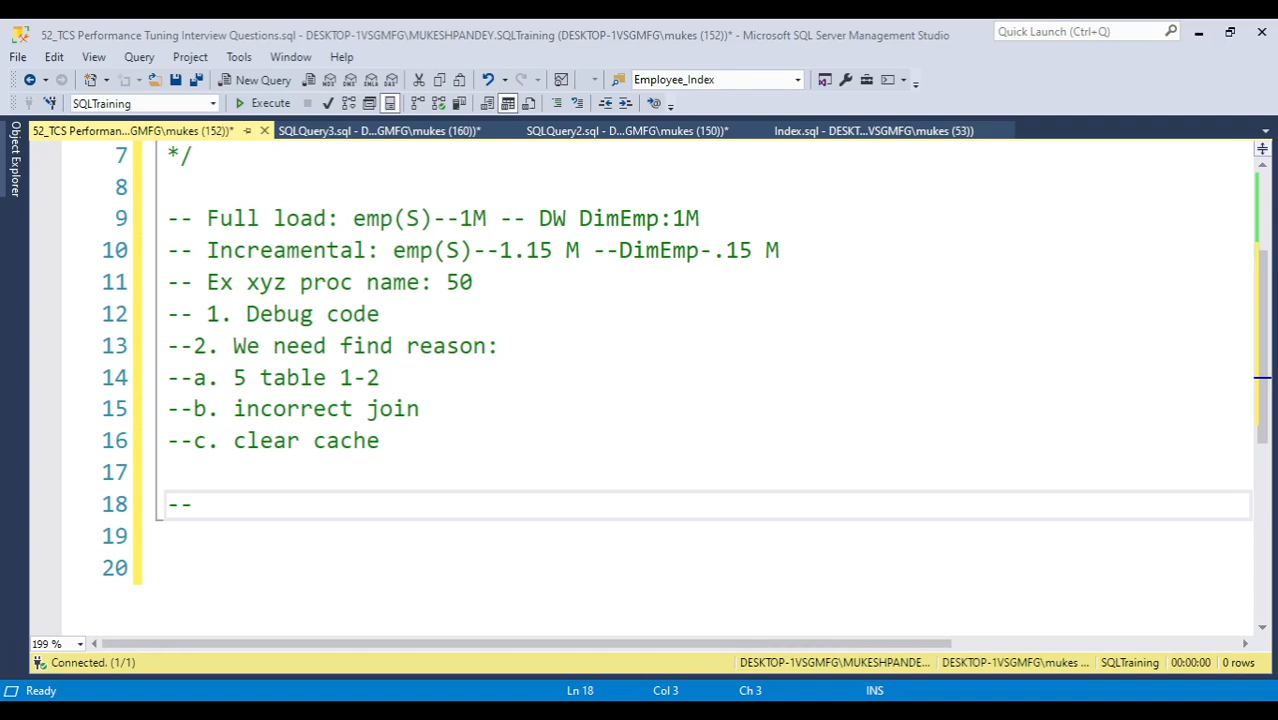 52_TCS Performance Tuning Interview Questions.sql - DESKTOP-1VSGMFG\MUKESHPANDEY.SQLTraining (DESKTOP-1VSGMFG\mukes (152))* - Microsoft SQL Server Management Studio
Quick Launch (Ctrl+Q)
File Edit View Query Project Tools Window Help
New Query MDX DMX XMLA DAX Employee_Index
SQLTraining Execute
52_TCS Performan...GMFG\mukes (152))* SQLQuery3.sql - D...GMFG\mukes (160))* SQLQuery2.sql - D...GMFG\mukes (150))* Index.sql - DESKT...VSGMFG\mukes (53))
Object Explorer
7 */
8
9 -- Full load: emp(S)--1M -- DW DimEmp:1M
10 -- Increamental: emp(S)--1.15 M --DimEmp-.15 M
11 -- Ex xyz proc name: 50
12 -- 1. Debug code
13 --2. We need find reason:
14 --a. 5 table 1-2
15 --b. incorrect join
16 --c. clear cache
17
18 --
19
20
199 %
Connected. (1/1) DESKTOP-1VSGMFG\MUKESHPANDE... DESKTOP-1VSGMFG\mukes ... SQLTraining 00:00:00 0 rows
Ready Ln 18 Col 3 Ch 3 INS